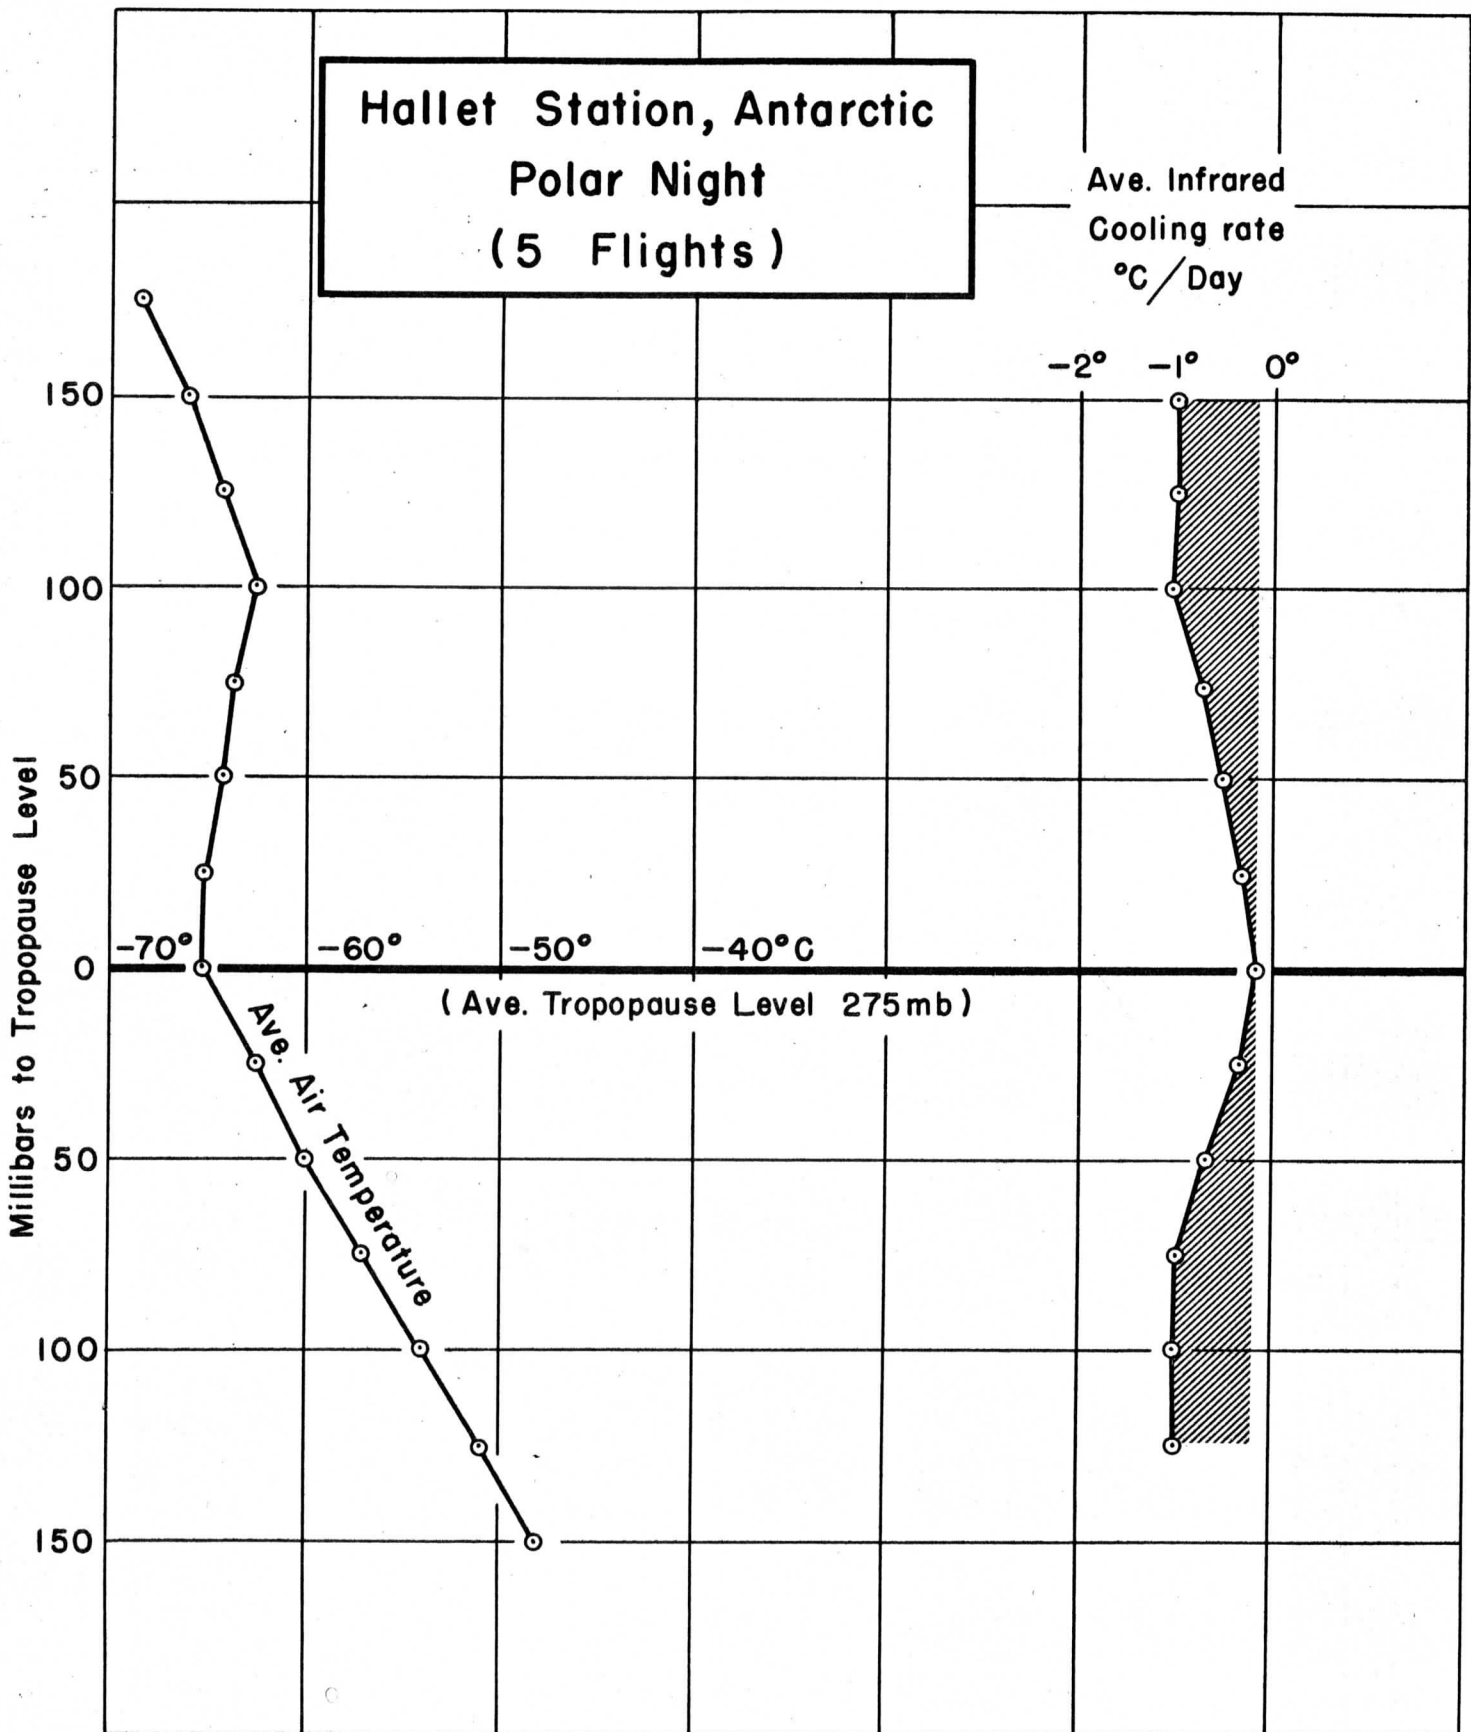 Hallet Station, Antarctic
Polar Night
(5 Flights)
Ave. Infrared
Cooling rate
°C/Day
-2° -1° 0°
150
100
50
Millibars to Tropopause Level
-70° -60° -50° -40°C
0
(Ave. Tropopause Level 275mb)
Ave. Air Temperature
50
100
150